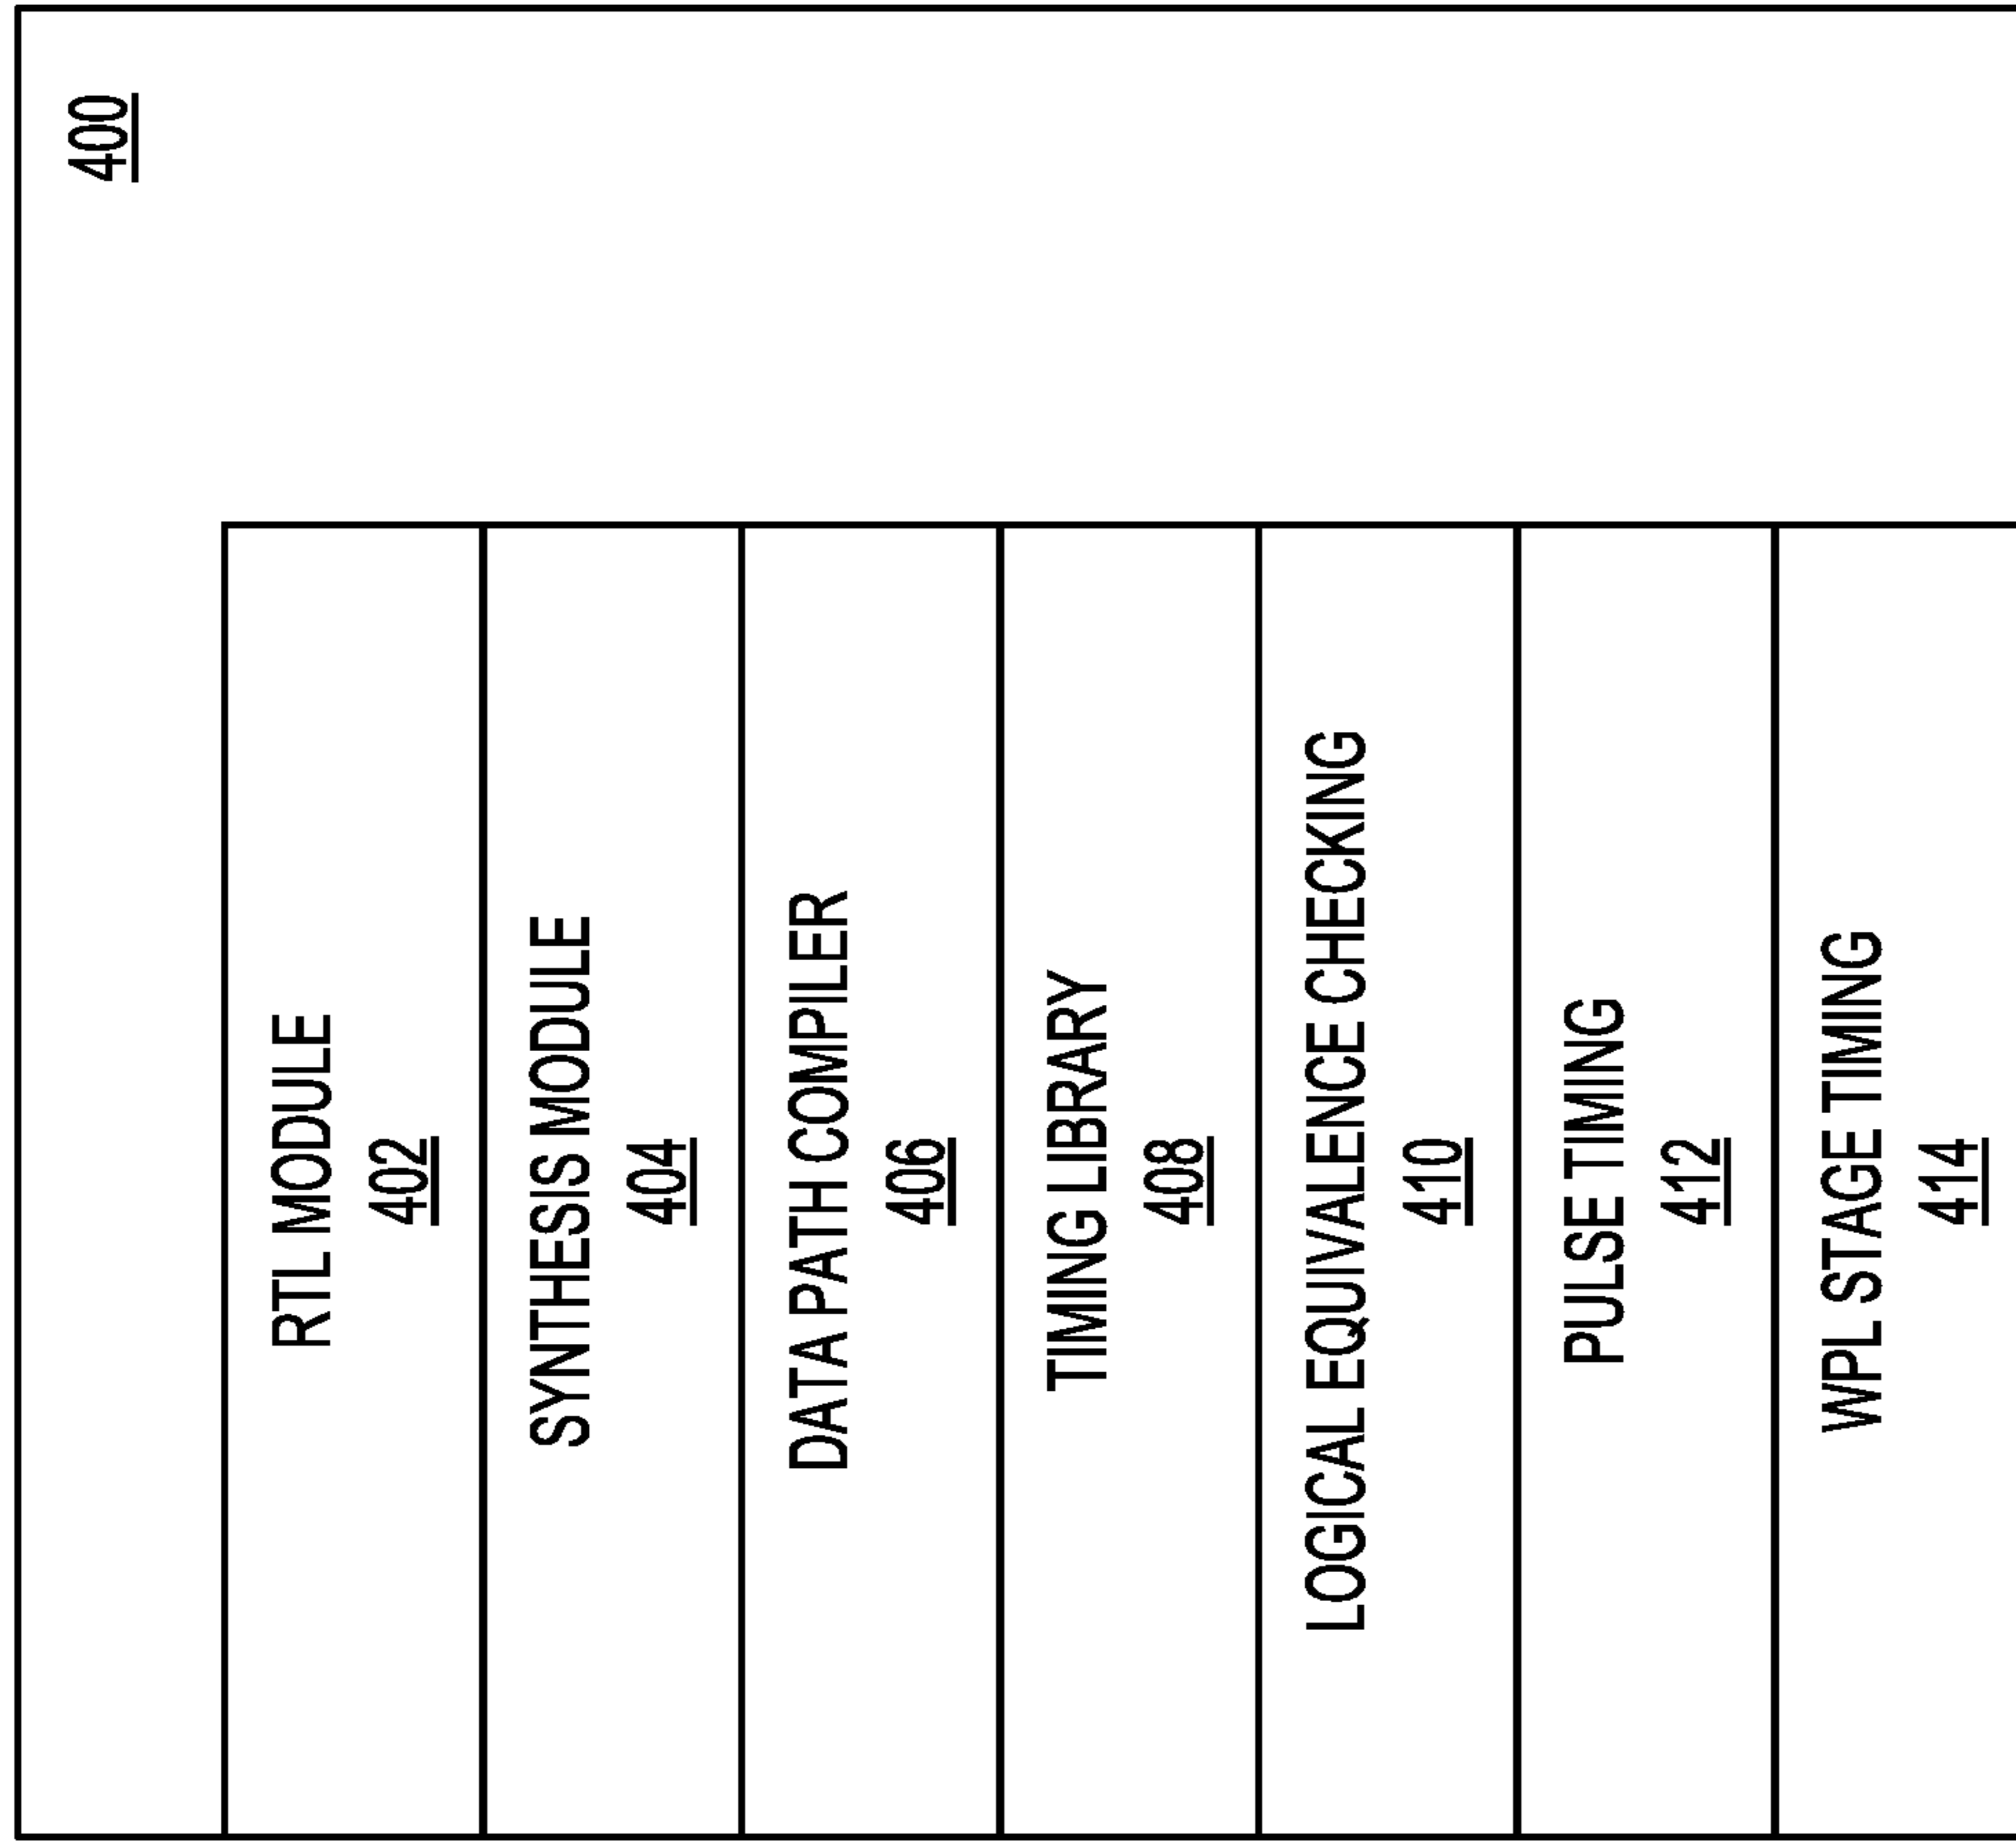 400
RTL MODULE
402
SYNTHESIS MODULE
404
DATA PATH COMPILER
406
TIMING LIBRARY
408
LOGICAL EQUIVALENCE CHECKING
410
PULSE TIMING
412
WPL STAGE TIMING
414